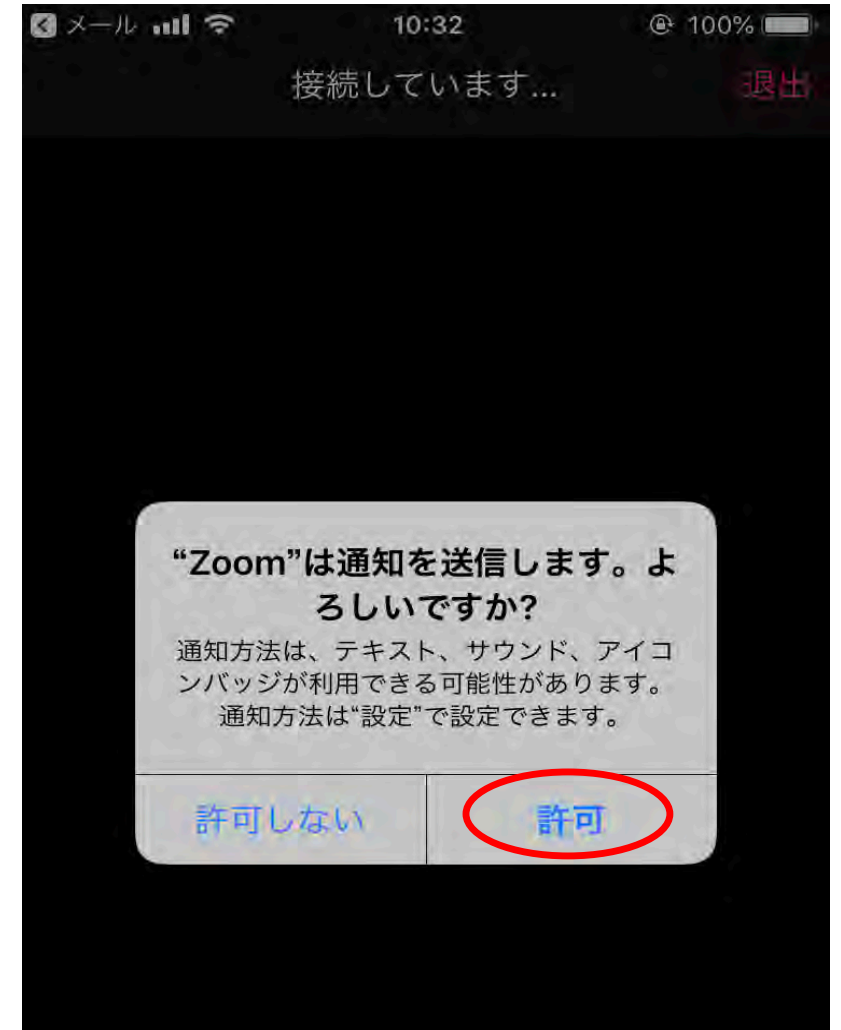 メール 10:32 100%
接続しています... 退出
“Zoom”は通知を送信します。よ
ろしいですか?
通知方法は、テキスト、サウンド、アイコ
ンバッジが利用できる可能性があります。
通知方法は“設定”で設定できます。
許可しない 許可